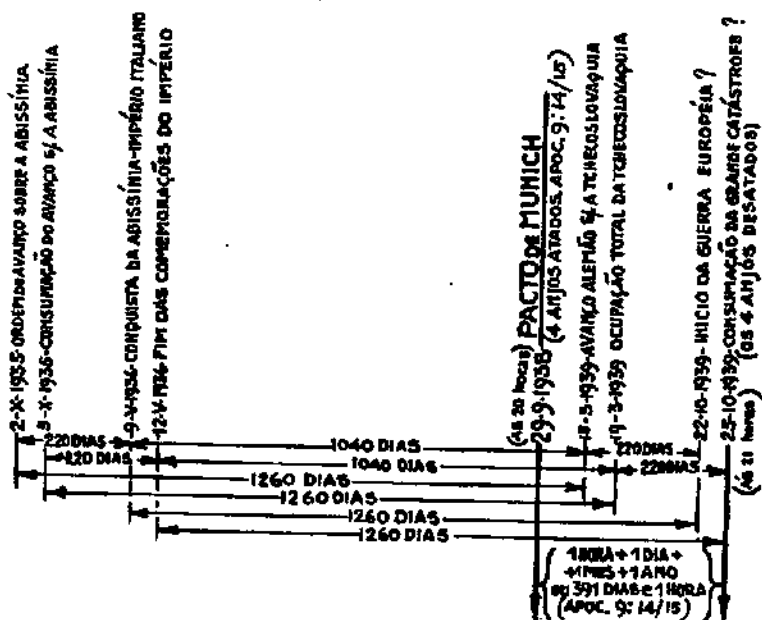 2-X-1935-ORDEM DE AVANÇO SOBRE A ABISSÍNIA
5-X-1935-CONSUMAÇÃO DO AVANÇO S/ A ABISSÍNIA
9-V-1936-CONQUISTA DA ABISSÍNIA-IMPÉRIO ITALIANO
12-V-1936-FIM DAS COMEMORAÇÕES DO IMPÉRIO
(ÀS 20 HORAS)
29-9-1938 PACTO DE MUNICH
(4 ANJOS ATADOS, APOC. 9:14/15)
15-3-1939-AVANÇO ALEMÃO S/ A TCHECOSLOVAQUIA
19-3-1939 OCUPAÇÃO TOTAL DA TCHECOSLOVAQUIA
22-10-1939-INICIO DA GUERRA EUROPÉIA?
25-10-1939-CONSUMAÇÃO DA GRANDE CATÁSTROFE?
(ÀS 21 horas) (OS 4 ANJOS DESATADOS)
220 DIAS 1040 DIAS 220 DIAS
220 DIAS 1040 DIAS 220 DIAS
1260 DIAS
1260 DIAS
1260 DIAS
1260 DIAS
1 HORA + 1 DIA +
+ 1 MES + 1 ANO
ou 391 DIAS e 1 HORA
(APOC. 9:14/15)